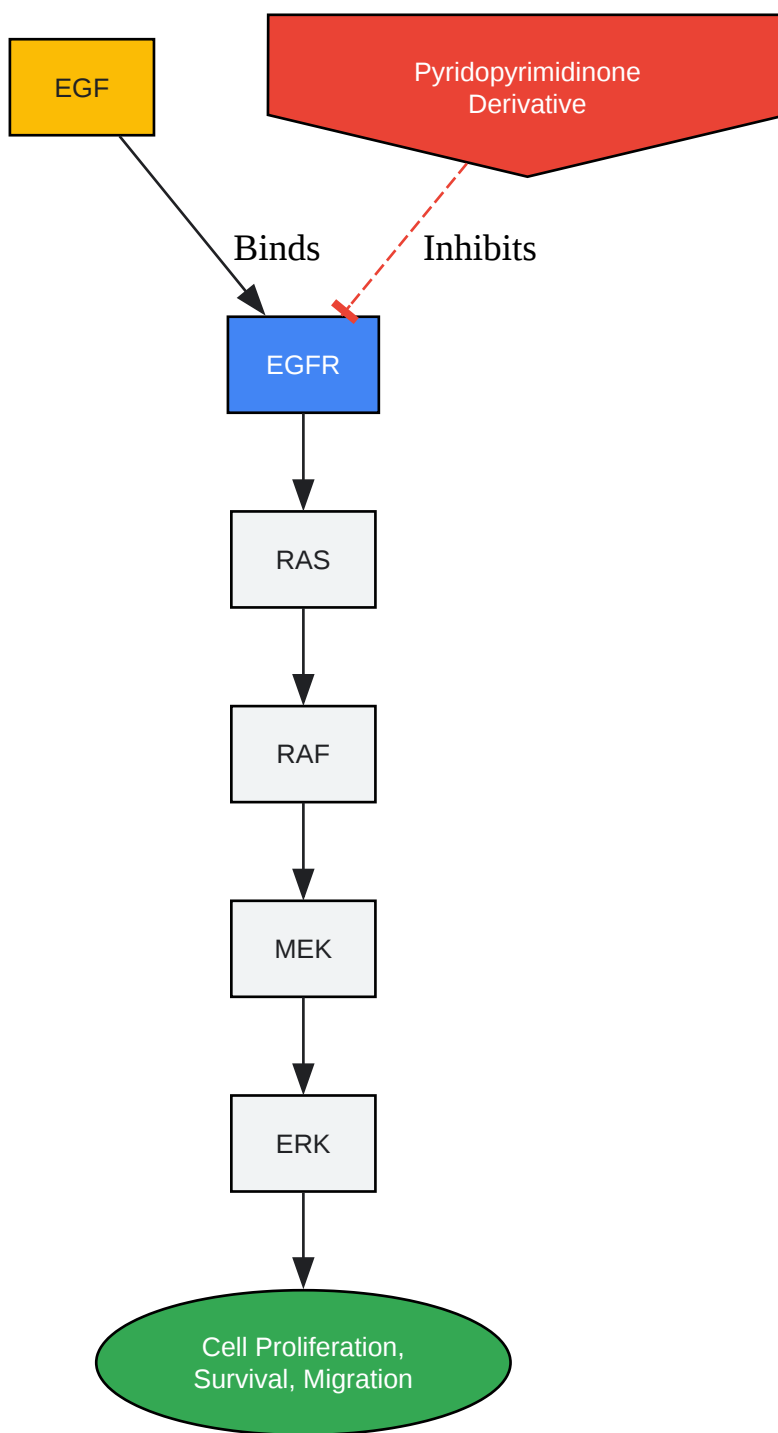 EGF
Pyridopyrimidinone
Derivative
Binds
Inhibits
EGFR
RAS
RAF
MEK
ERK
Cell Proliferation,
Survival, Migration